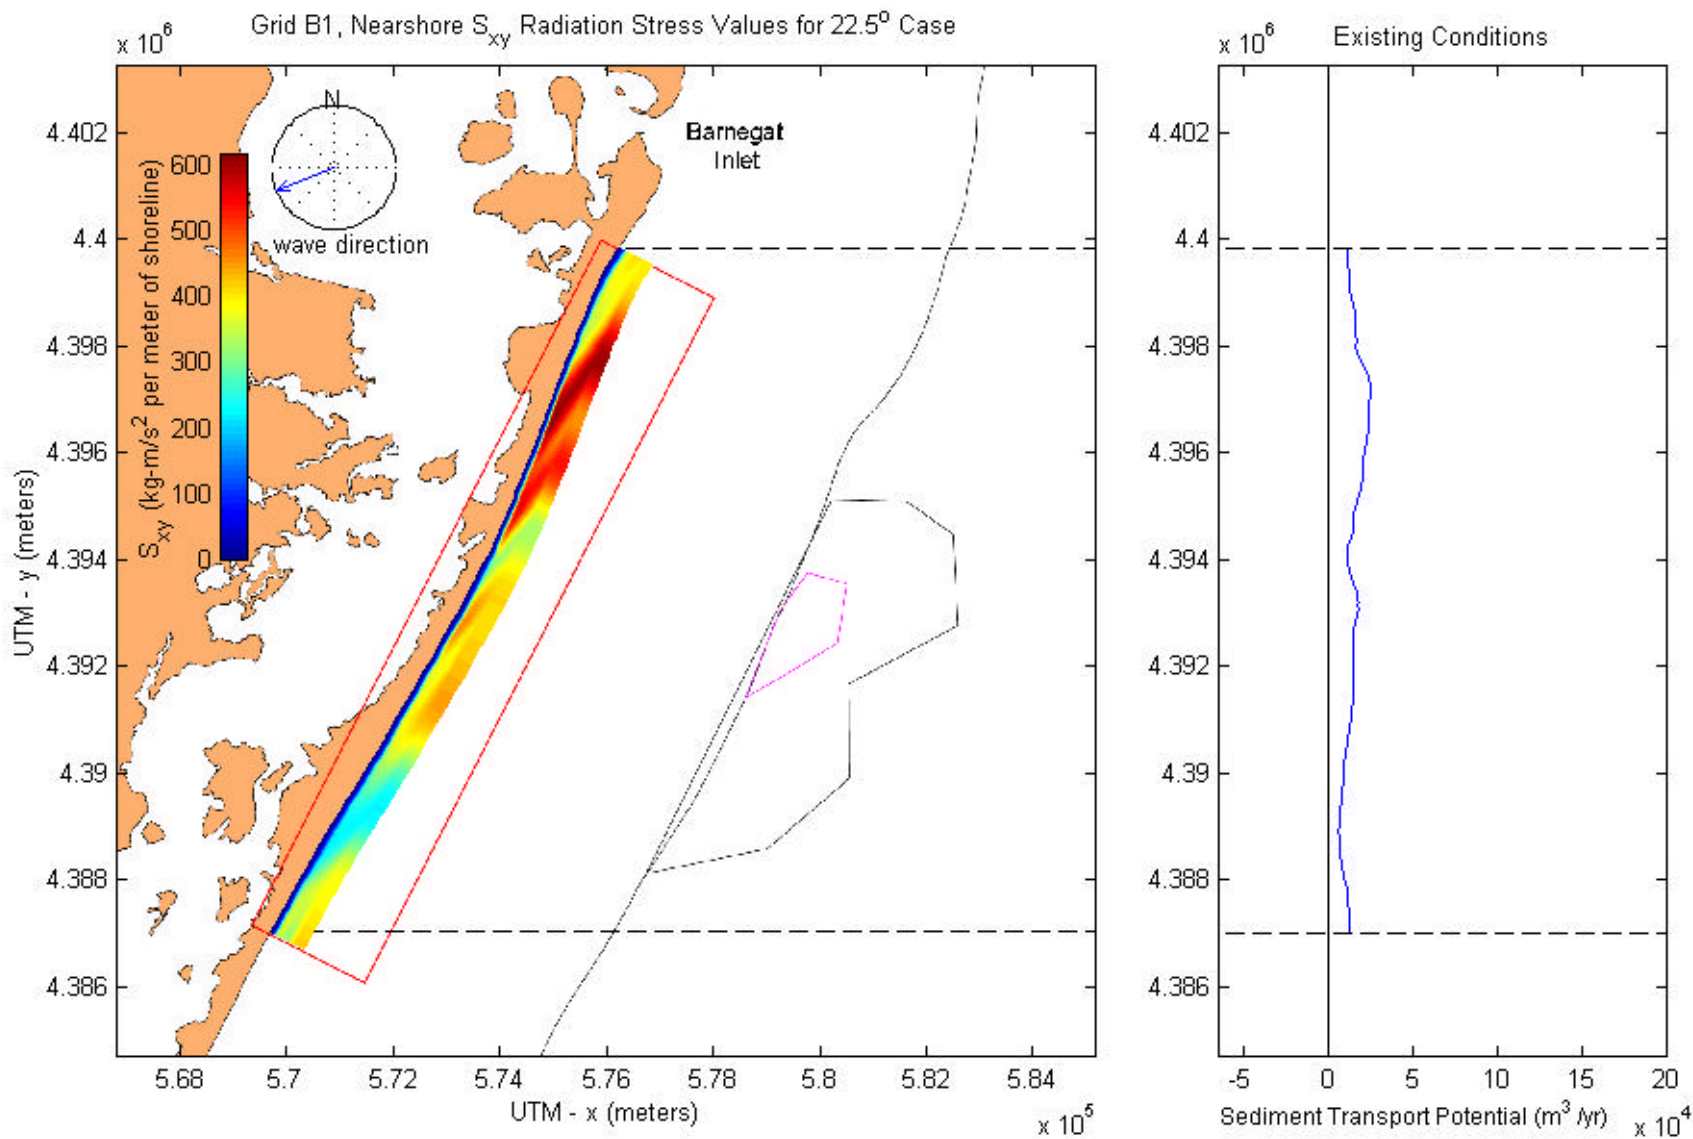 Grid B1, Nearshore Sxy Radiation Stress Values for 22.5o Case
x 10^6
N
wave direction
Barnegat
Inlet
Sxy (kg-m/s2 per meter of shoreline)
600
500
400
300
200
100
0
UTM - y (meters)
4.402
4.4
4.398
4.396
4.394
4.392
4.39
4.388
4.386
5.68 5.7 5.72 5.74 5.76 5.78 5.8 5.82 5.84
UTM - x (meters)
x 10^5
x 10^6
Existing Conditions
4.402
4.4
4.398
4.396
4.394
4.392
4.39
4.388
4.386
-5 0 5 10 15 20
Sediment Transport Potential (m3 /yr)
x 10^4